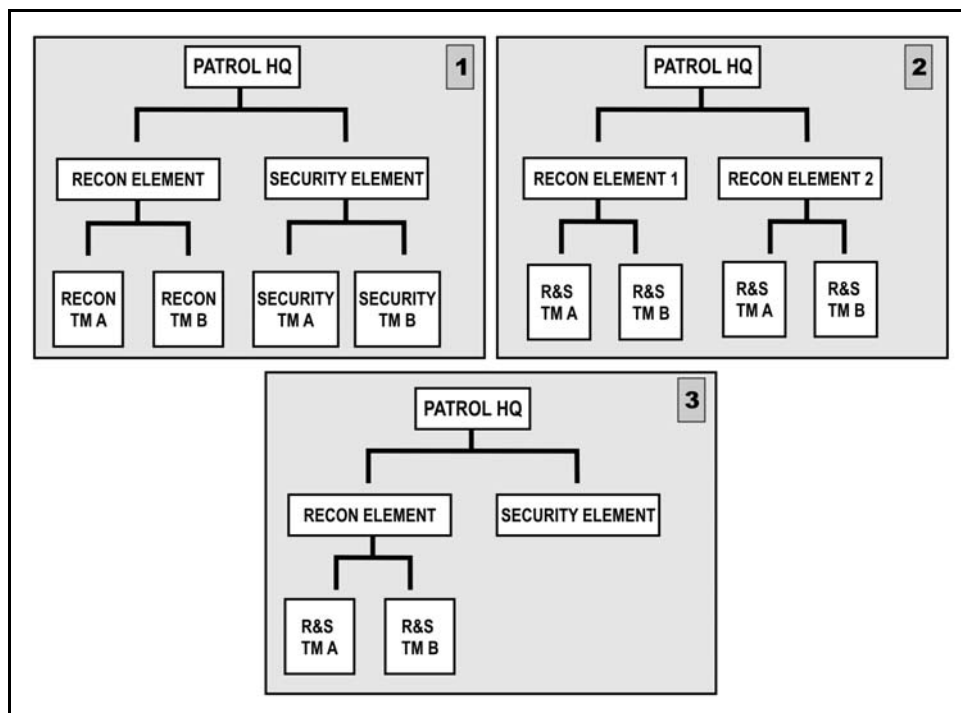 1
PATROL HQ
RECON ELEMENT
SECURITY ELEMENT
RECON
TM A
RECON
TM B
SECURITY
TM A
SECURITY
TM B
2
PATROL HQ
RECON ELEMENT 1
RECON ELEMENT 2
R&S
TM A
R&S
TM B
R&S
TM A
R&S
TM B
3
PATROL HQ
RECON ELEMENT
SECURITY ELEMENT
R&S
TM A
R&S
TM B